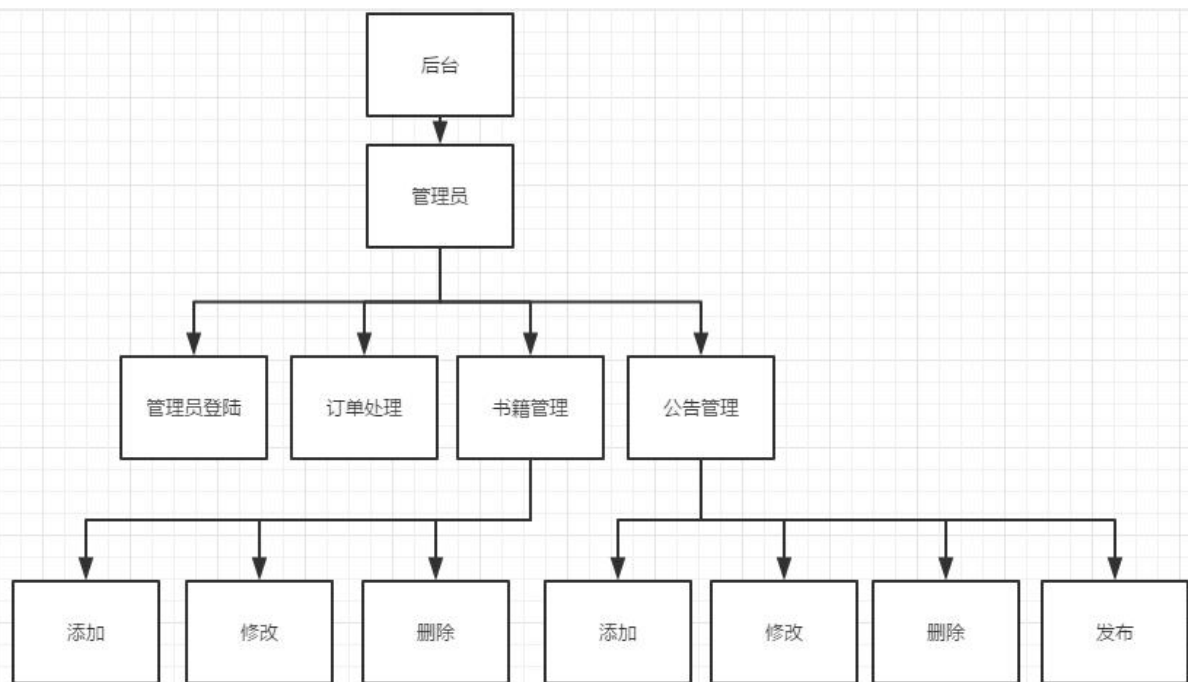 后台
管理员
管理员登陆
订单处理
书籍管理
公告管理
添加
修改
删除
添加
修改
删除
发布